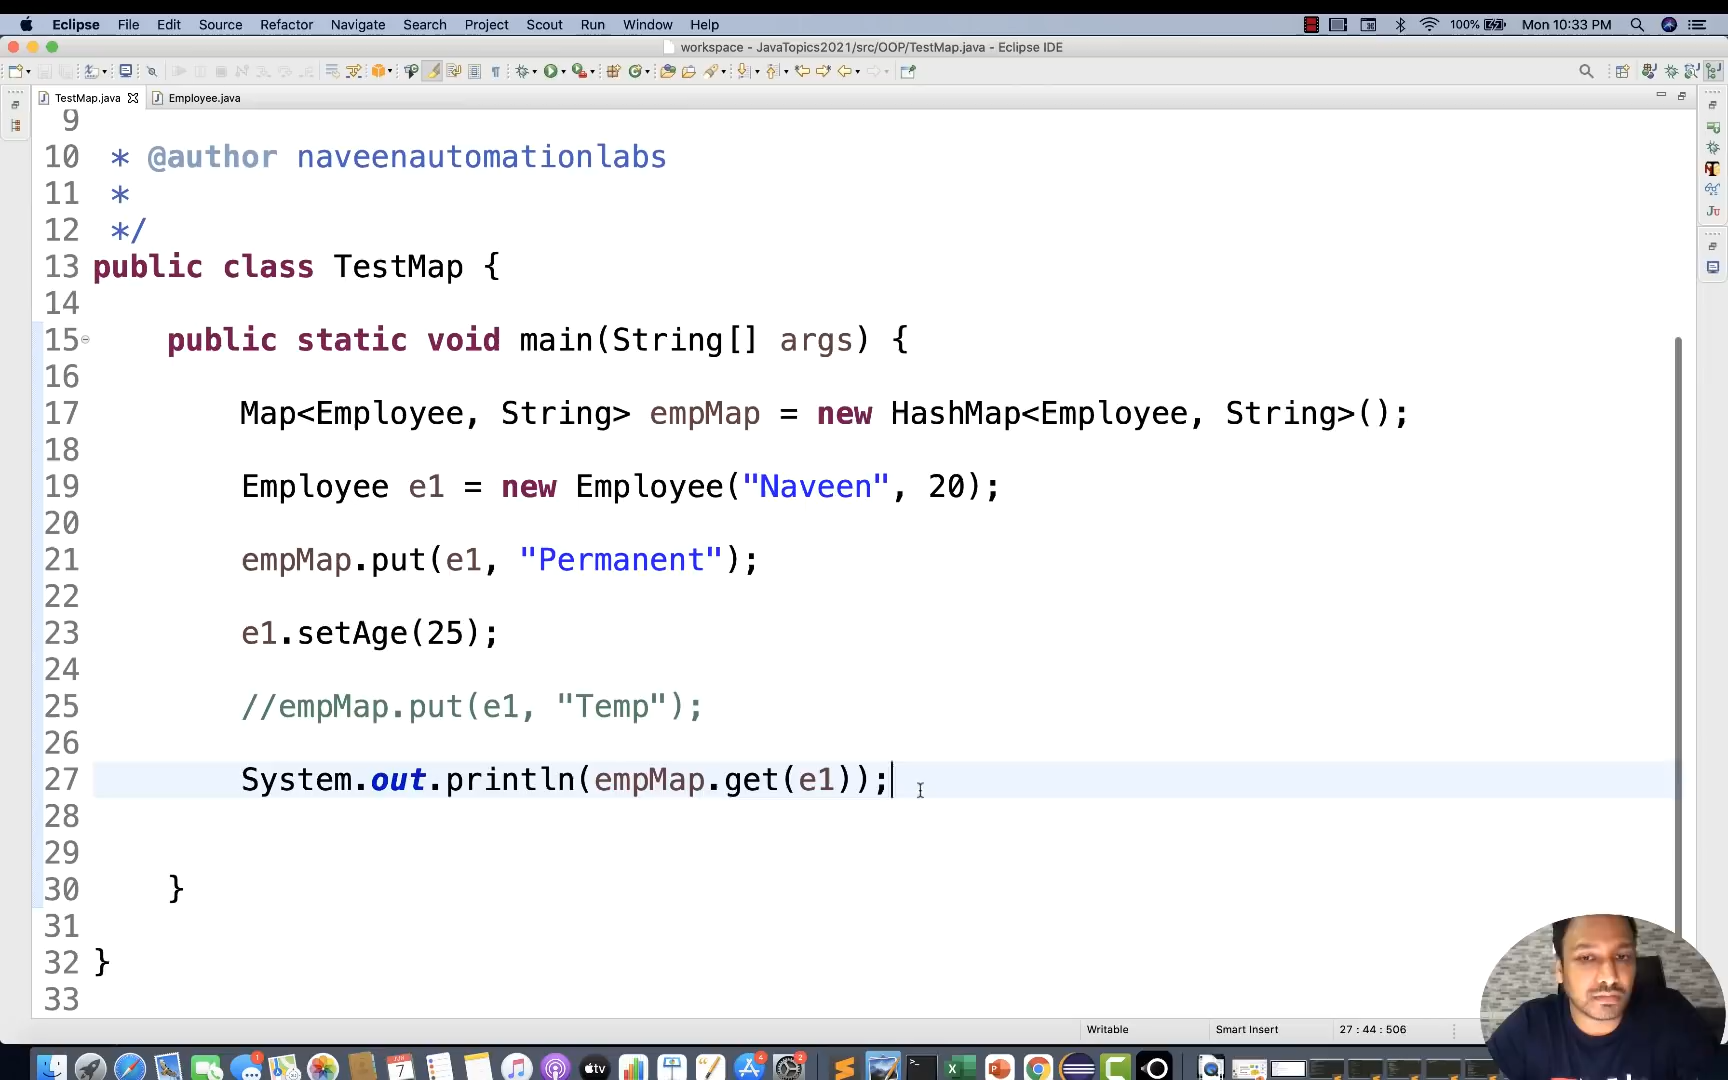 Eclipse File Edit Source Refactor Navigate Search Project Scout Run Window Help 100% Mon 10:33 PM
workspace - JavaTopics2021/src/OOP/TestMap.java - Eclipse IDE
TestMap.java Employee.java
9
10 * @author naveenautomationlabs
11 *
12 */
13 public class TestMap {
14
15 public static void main(String[] args) {
16
17 Map<Employee, String> empMap = new HashMap<Employee, String>();
18
19 Employee e1 = new Employee("Naveen", 20);
20
21 empMap.put(e1, "Permanent");
22
23 e1.setAge(25);
24
25 //empMap.put(e1, "Temp");
26
27 System.out.println(empMap.get(e1));
28
29
30 }
31
32 }
33
Writable Smart Insert 27 : 44 : 506